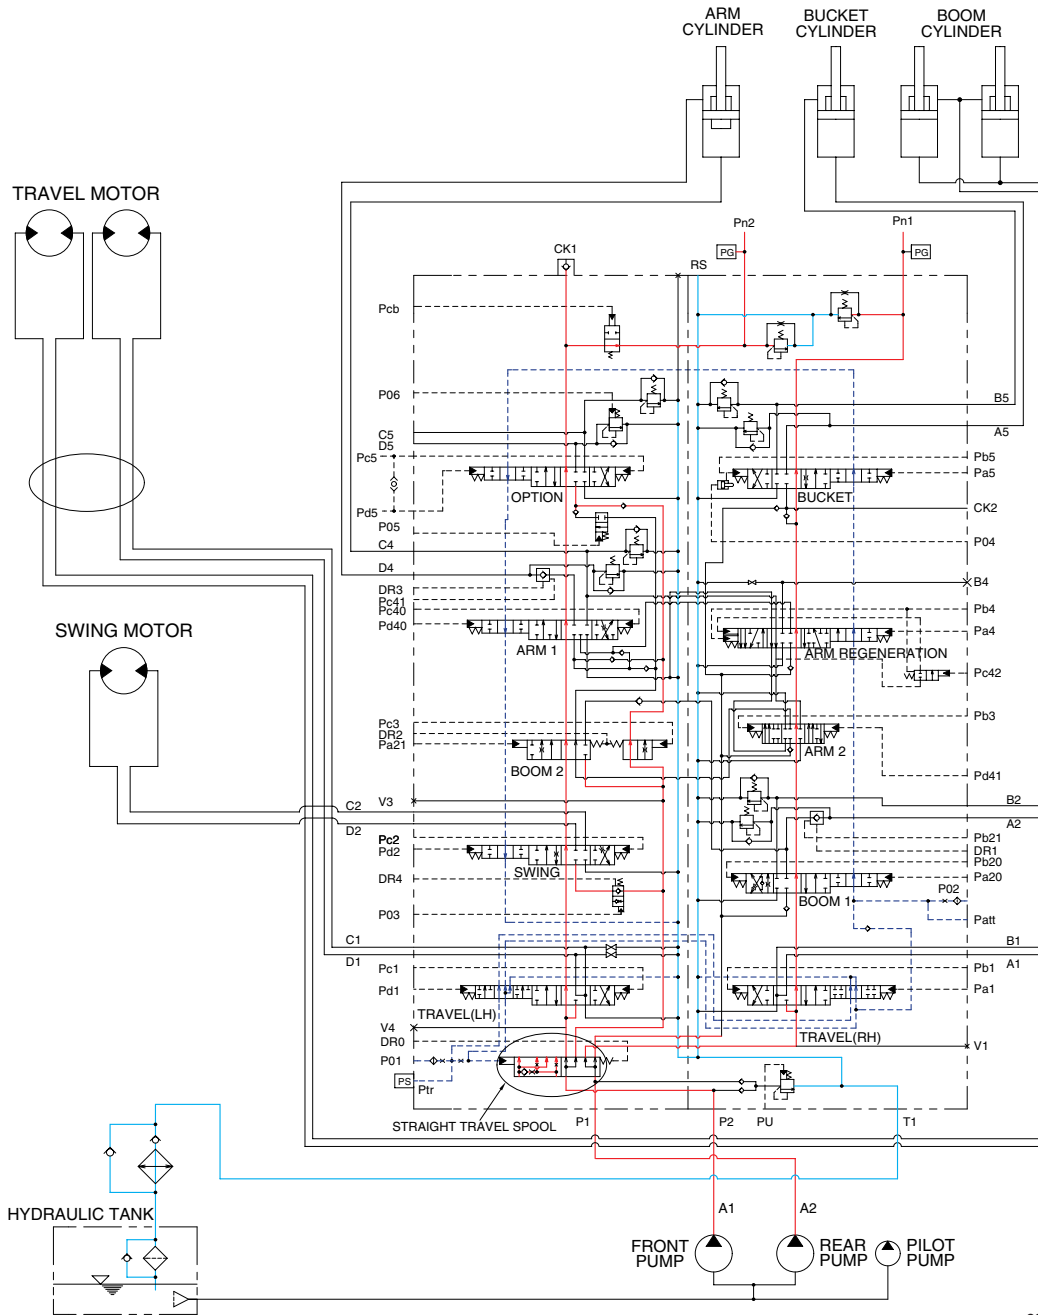 ARM
CYLINDER
BUCKET
CYLINDER
BOOM
CYLINDER
TRAVEL MOTOR
Pn2
Pn1
CK1
PG
PG
RS
Pcb
P06
C5
D5
B5
A5
Pc5
Pb5
Pa5
OPTION
BUCKET
Pd5
CK2
P05
P04
C4
D4
B4
DR3
Pc41
Pc40
Pb4
Pd40
Pa4
SWING MOTOR
ARM 1
ARM REGENERATION
Pc42
Pc3
DR2
Pa21
Pb3
BOOM 2
ARM 2
Pd41
C2
V3
B2
D2
A2
Pc2
Pd2
Pb21
DR1
SWING
Pb20
DR4
Pa20
P02
BOOM 1
P03
Patt
C1
B1
D1
A1
Pc1
Pb1
Pd1
Pa1
TRAVEL(LH)
V4
TRAVEL(RH)
DR0
V1
P01
PS
Ptr
STRAIGHT TRAVEL SPOOL
P1
P2
PU
T1
HYDRAULIC TANK
A1
A2
FRONT
PUMP
REAR
PUMP
PILOT
PUMP